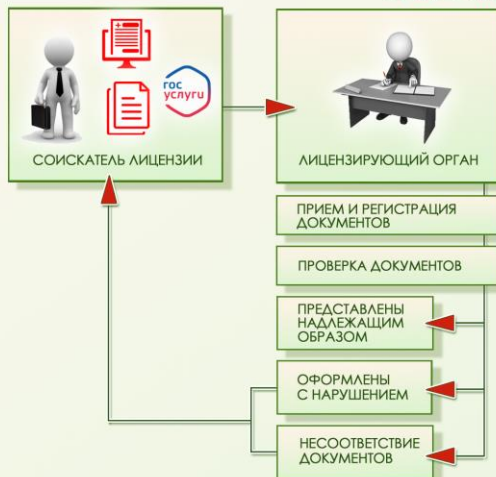 гос
услуги
СОИСКАТЕЛЬ ЛИЦЕНЗИИ
ЛИЦЕНЗИРУЮЩИЙ ОРГАН
ПРИЕМ И РЕГИСТРАЦИЯ
ДОКУМЕНТОВ
ПРОВЕРКА ДОКУМЕНТОВ
ПРЕДСТАВЛЕНЫ
НАДЛЕЖАЩИМ
ОБРАЗОМ
ОФОРМЛЕНЫ
С НАРУШЕНИЕМ
НЕСООТВЕТСТВИЕ
ДОКУМЕНТОВ